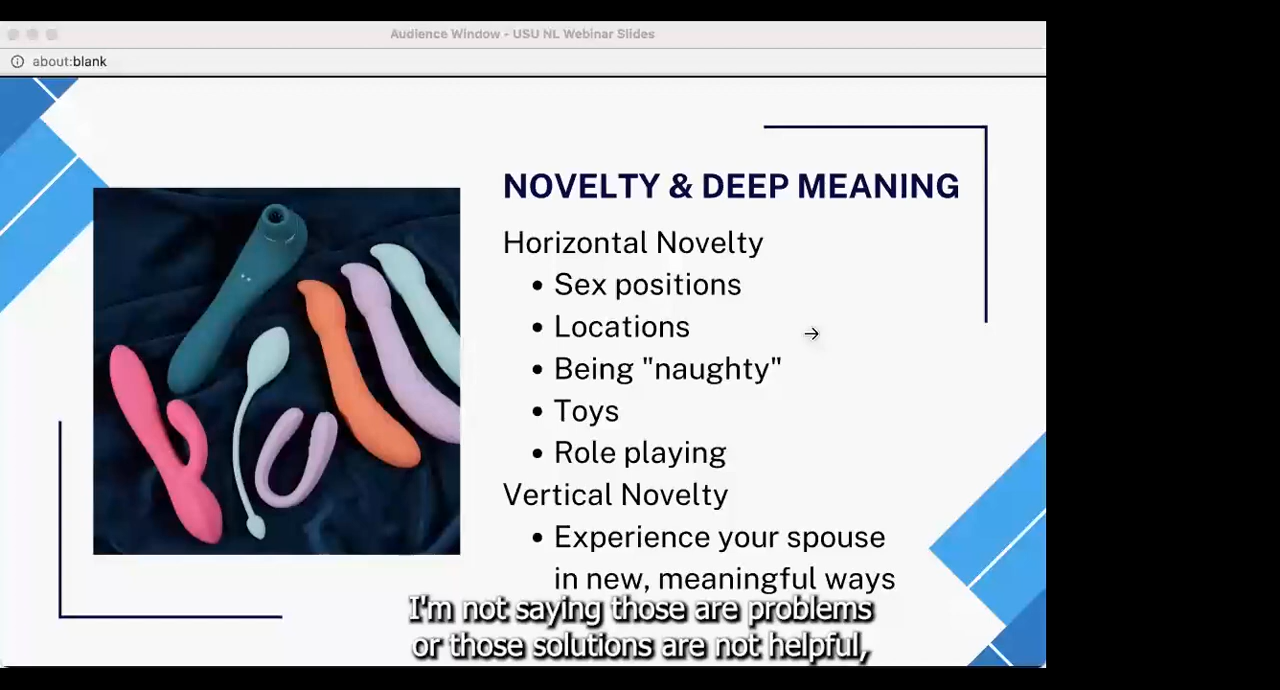 Audience Window - USU NL Webinar Slides
about:blank
NOVELTY & DEEP MEANING
Horizontal Novelty
• Sex positions
• Locations
• Being "naughty"
• Toys
• Role playing
Vertical Novelty
• Experience your spouse
in new, meaningful ways
I'm not saying those are problems
or those solutions are not helpful,